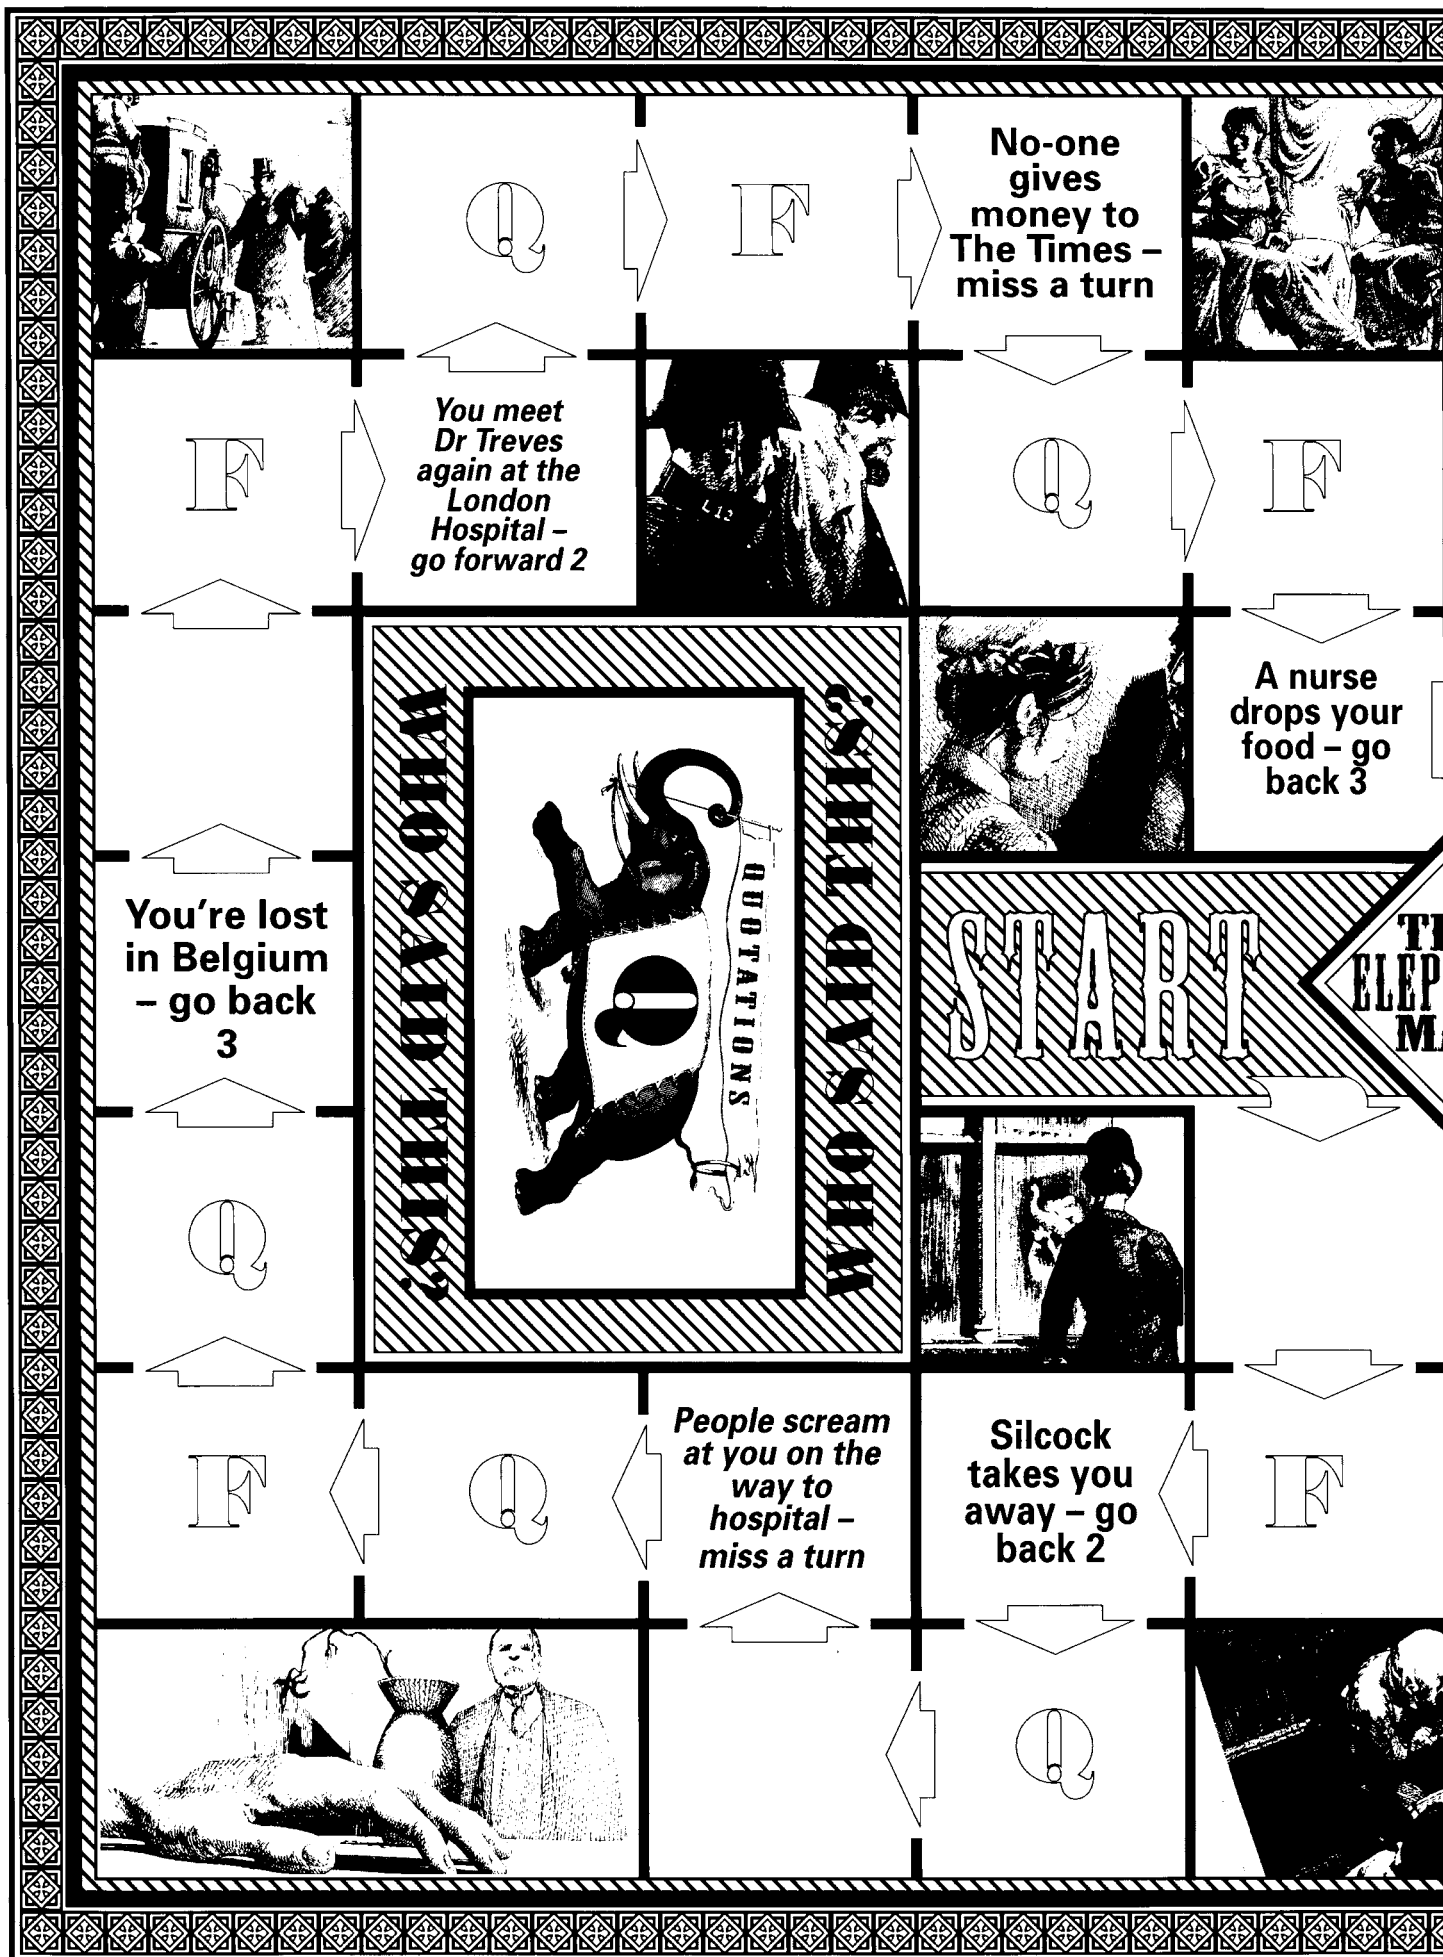 Q
F
No-one
gives
money to
The Times –
miss a turn
F
You meet
Dr Treves
again at the
London
Hospital –
go forward 2
L 12
Q
F
A nurse
drops your
food – go
back 3
WHO SAID THIS?
Q
QUOTATIONS
WHO SAID THIS?
START
You're lost
in Belgium
– go back
3
Q
F
Q
People scream
at you on the
way to
hospital –
miss a turn
Silcock
takes you
away – go
back 2
F
Q